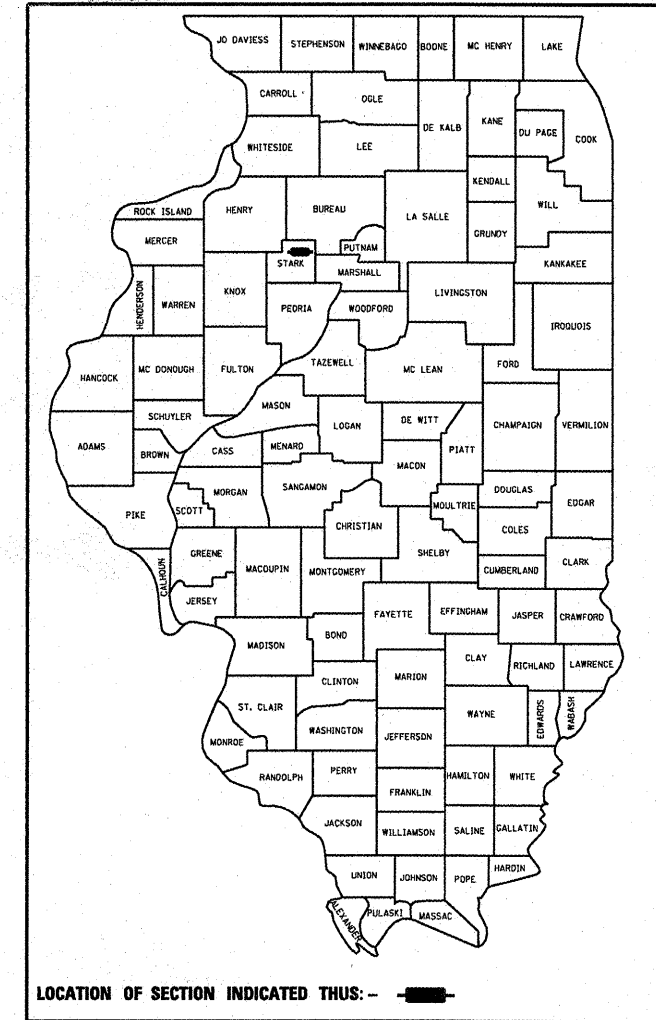 JO DAVIESS STEPHENSON WINNEBAGO BOONE MC HENRY LAKE
CARROLL OGLE DE KALB KANE DU PAGE COOK
WHITESIDE LEE
KENDALL
ROCK ISLAND HENRY BUREAU LA SALLE WILL
MERCER PUTNAM GRUNDY
STARK MARSHALL KANKAKEE
HENDERSON WARREN KNOX PEORIA WOODFORD LIVINGSTON IROQUOIS
HANCOCK MC DONOUGH FULTON TAZEWELL MC LEAN FORD
SCHUYLER MASON LOGAN DE WITT CHAMPAIGN VERMILION
ADAMS BROWN CASS MENARD MACON PIATT
PIKE SCOTT MORGAN SANGAMON CHRISTIAN MOULTRIE DOUGLAS EDGAR
COLES
CALHOUN GREENE MACOUPIN MONTGOMERY SHELBY CUMBERLAND CLARK
JERSEY FAYETTE EFFINGHAM JASPER CRAWFORD
MADISON BOND
CLINTON MARION CLAY RICHLAND LAWRENCE
ST. CLAIR WASHINGTON JEFFERSON WAYNE EDWARDS WABASH
MONROE
RANDOLPH PERRY FRANKLIN HAMILTON WHITE
JACKSON WILLIAMSON SALINE GALLATIN
UNION JOHNSON POPE HARDIN
ALEXANDER PULASKI MASSAC
LOCATION OF SECTION INDICATED THUS: -